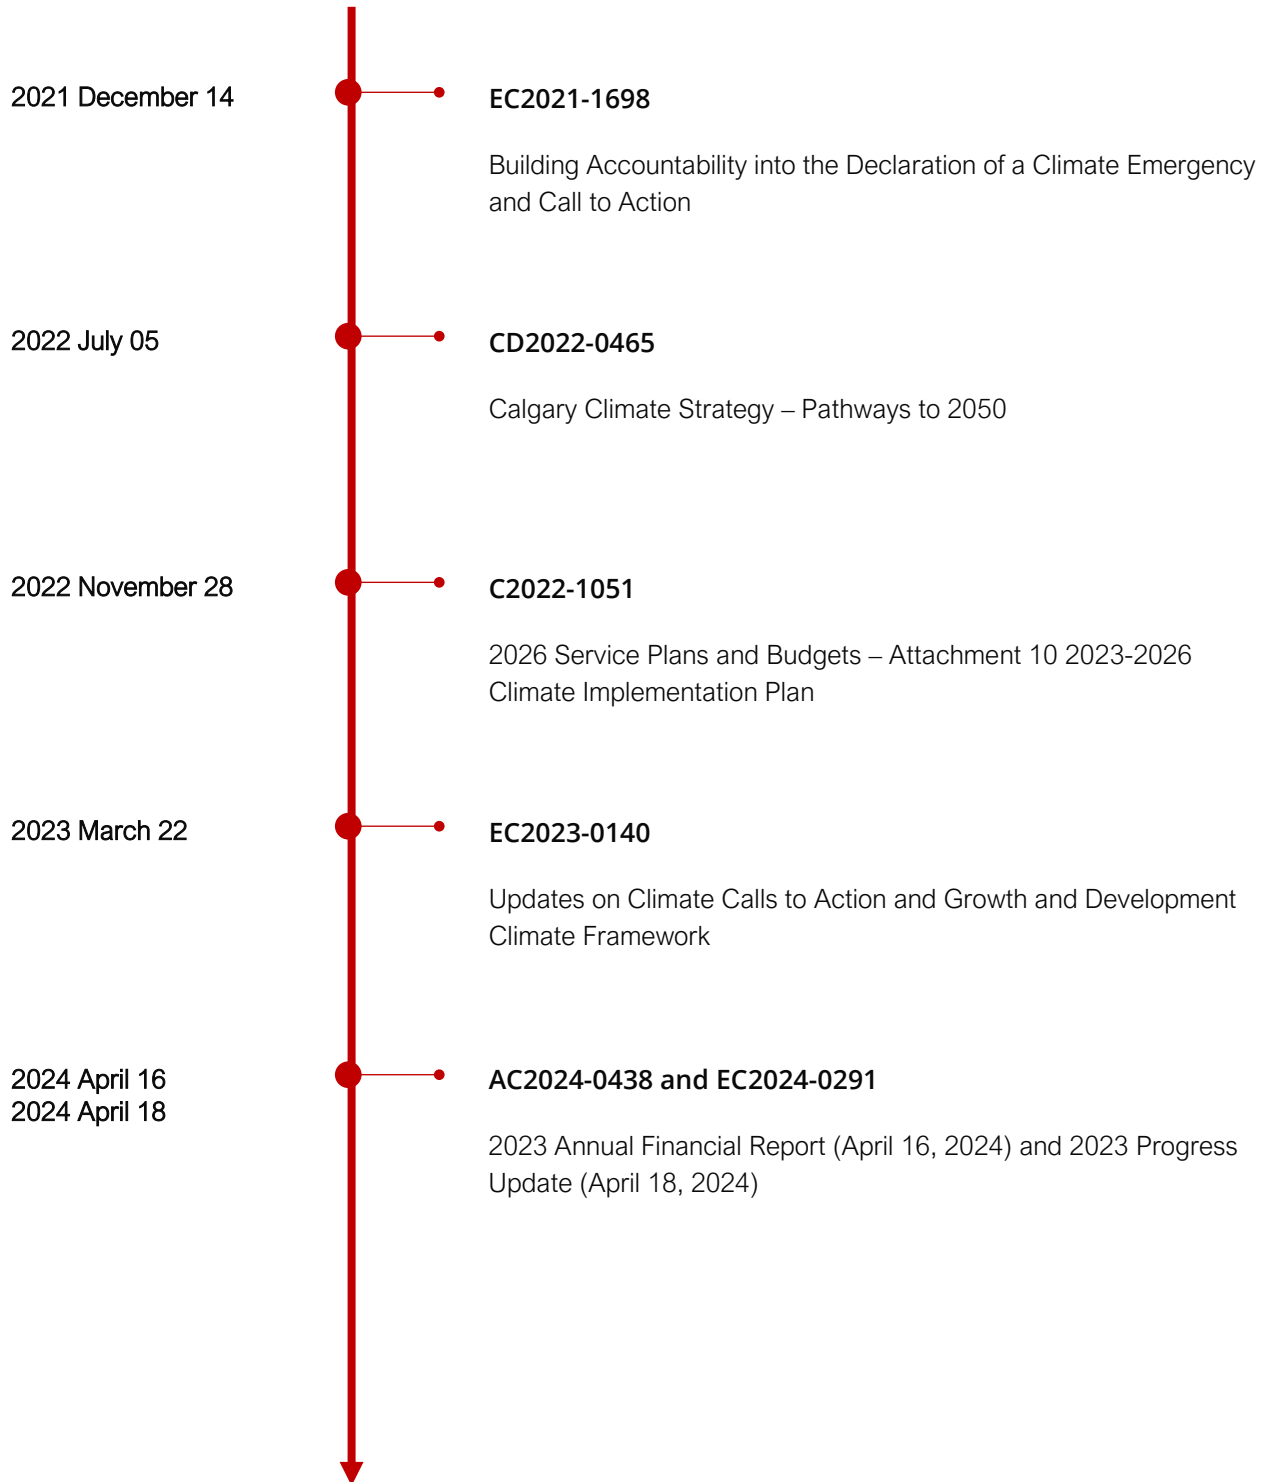 2021 December 14
EC2021-1698
Building Accountability into the Declaration of a Climate Emergency
and Call to Action
2022 July 05
CD2022-0465
Calgary Climate Strategy – Pathways to 2050
2022 November 28
C2022-1051
2026 Service Plans and Budgets – Attachment 10 2023-2026
Climate Implementation Plan
2023 March 22
EC2023-0140
Updates on Climate Calls to Action and Growth and Development
Climate Framework
2024 April 16
2024 April 18
AC2024-0438 and EC2024-0291
2023 Annual Financial Report (April 16, 2024) and 2023 Progress
Update (April 18, 2024)